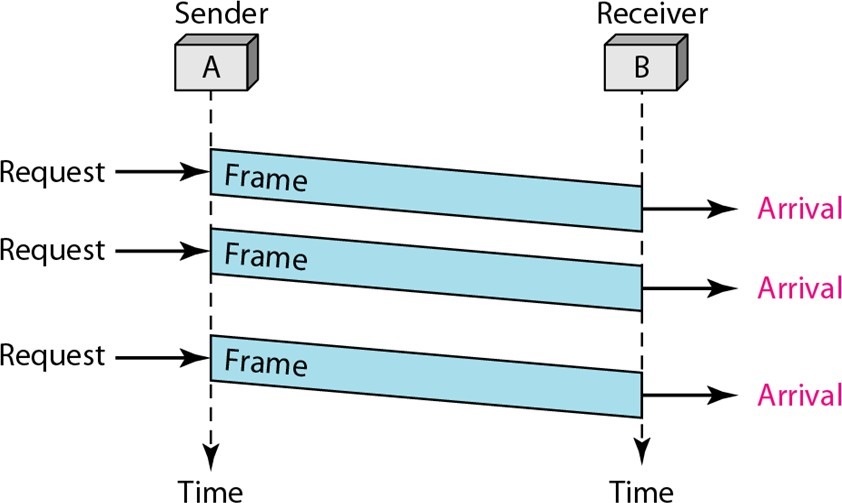 Sender
Receiver
A
B
Request
Frame
Arrival
Request
Frame
Arrival
Request
Frame
Arrival
Time
Time